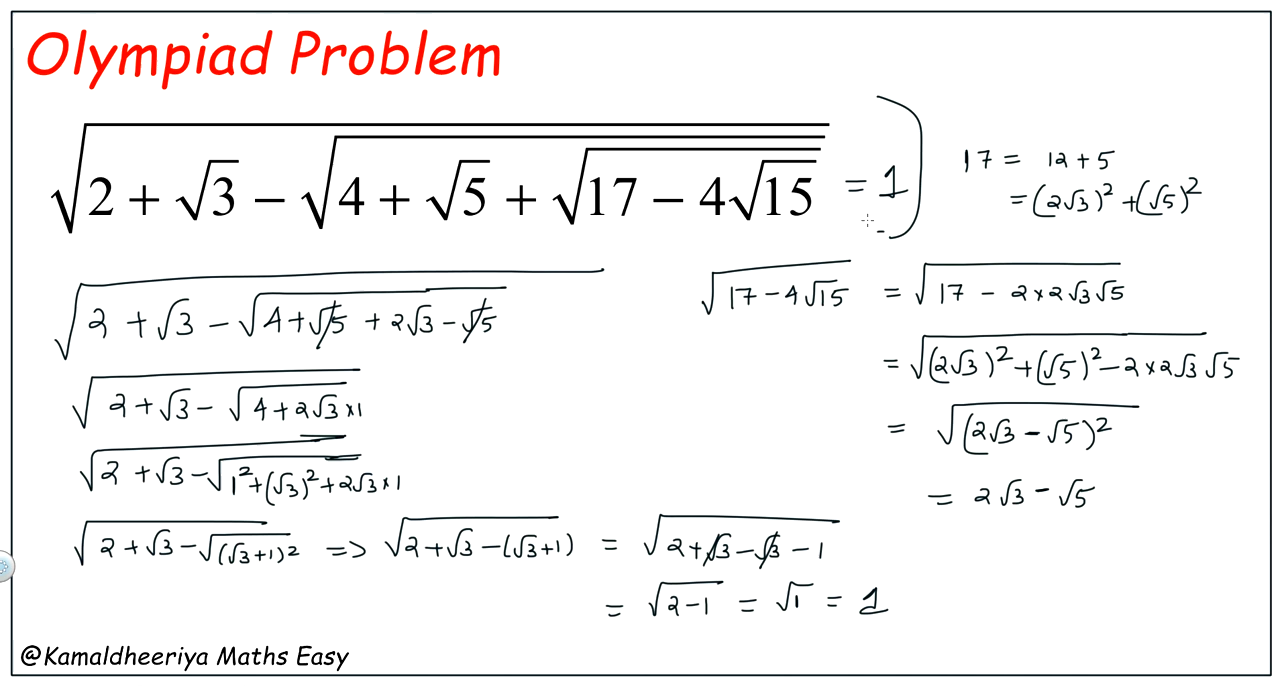 Olympiad Problem
√(2 + √3 − √(4 + √5 + √(17 − 4√15))) = 1
17 = 12 + 5
= (2√3)² + (√5)²
√(2 + √3 − √(4 + √5 + 2√3 − √5))
√(2 + √3 − √(4 + 2√3 × 1))
√(2 + √3 − √(1² + (√3)² + 2√3 × 1))
√(2 + √3 − √((√3 + 1)²)) => √(2 + √3 − (√3 + 1)) = √(2 + √3 − √3 − 1)
= √(2 − 1) = √1 = 1
√(17 − 4√15) = √(17 − 2 × 2√3 √5)
= √((2√3)² + (√5)² − 2 × 2√3 √5)
= √((2√3 − √5)²)
= 2√3 − √5
@Kamaldheeriya Maths Easy